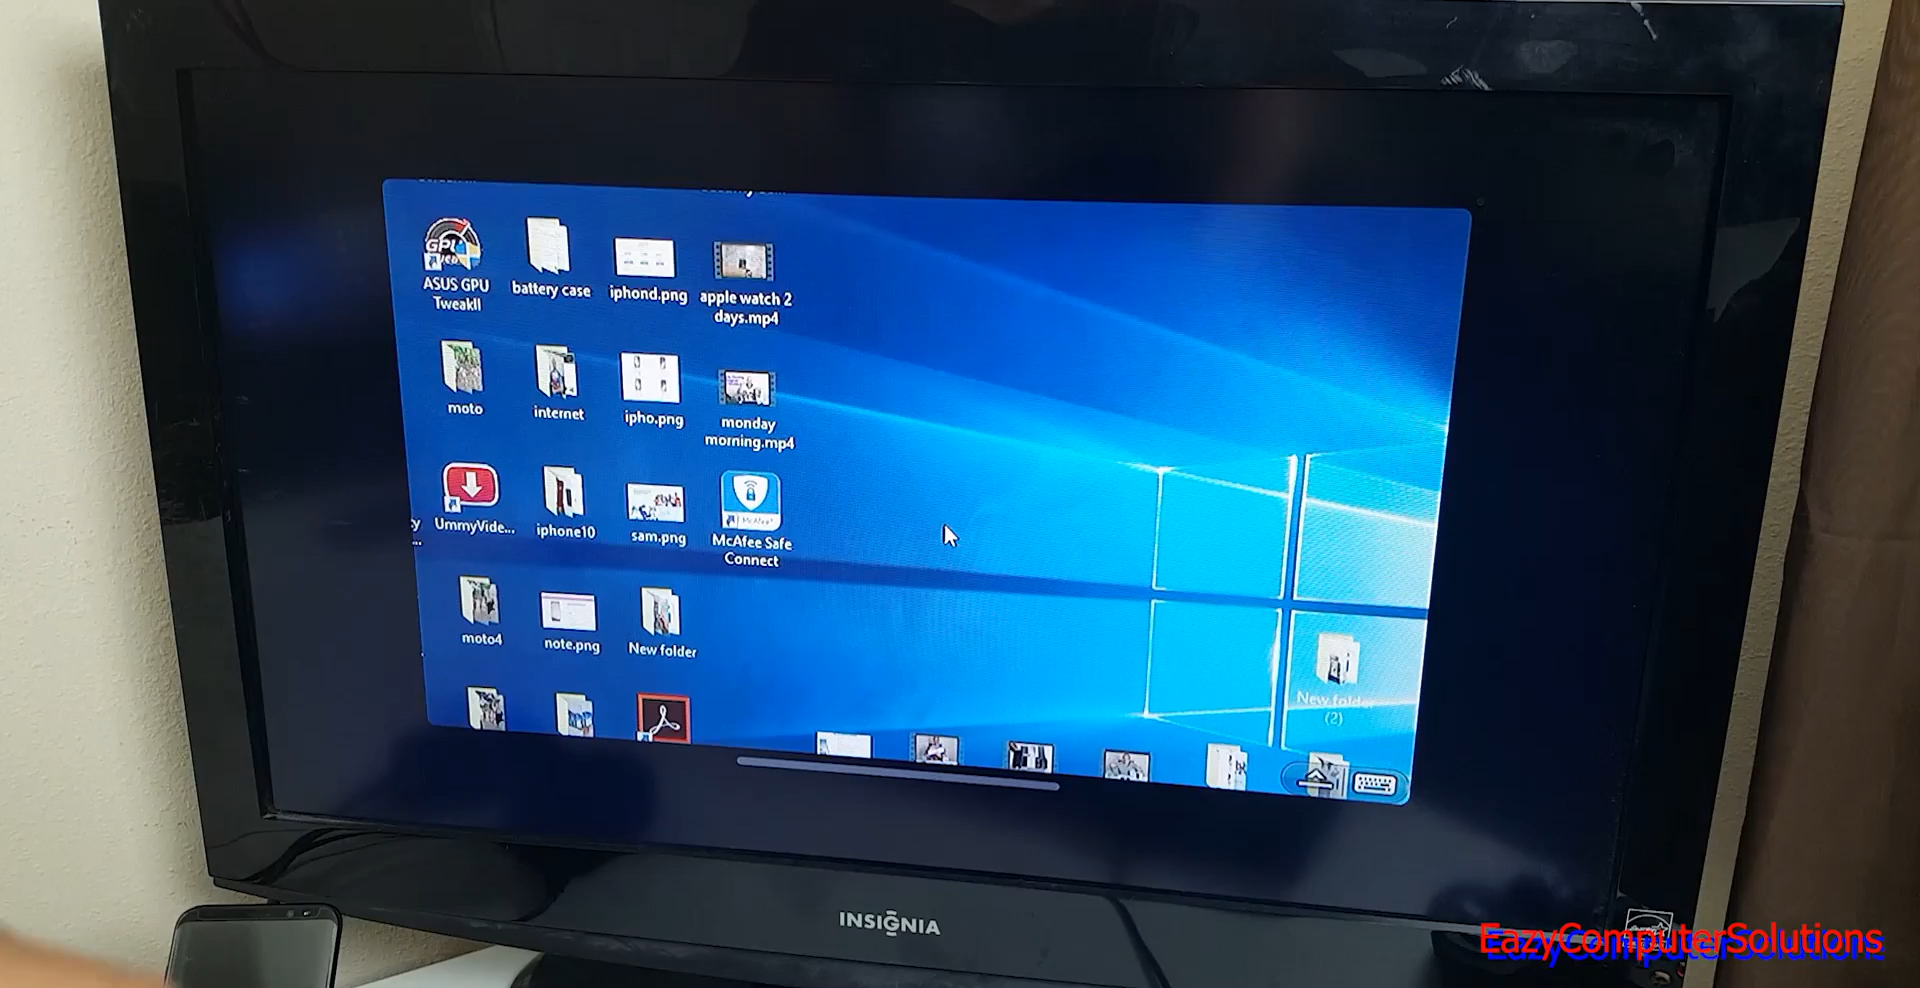 ASUS GPU
TweakII
battery case
iphond.png
apple watch 2
days.mp4
moto
internet
ipho.png
monday
morning.mp4
UmmyVide...
iphone10
sam.png
McAfee Safe
Connect
moto4
note.png
New folder
New folder
(2)
INSIGNIA
EazyComputerSolutions